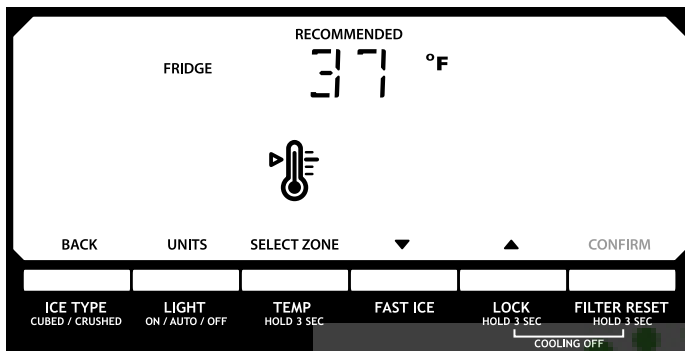 RECOMMENDED
FRIDGE 37 °F
BACK UNITS SELECT ZONE ▼ ▲ CONFIRM
ICE TYPE LIGHT TEMP FAST ICE LOCK FILTER RESET
CUBED / CRUSHED ON / AUTO / OFF HOLD 3 SEC HOLD 3 SEC HOLD 3 SEC
COOLING OFF